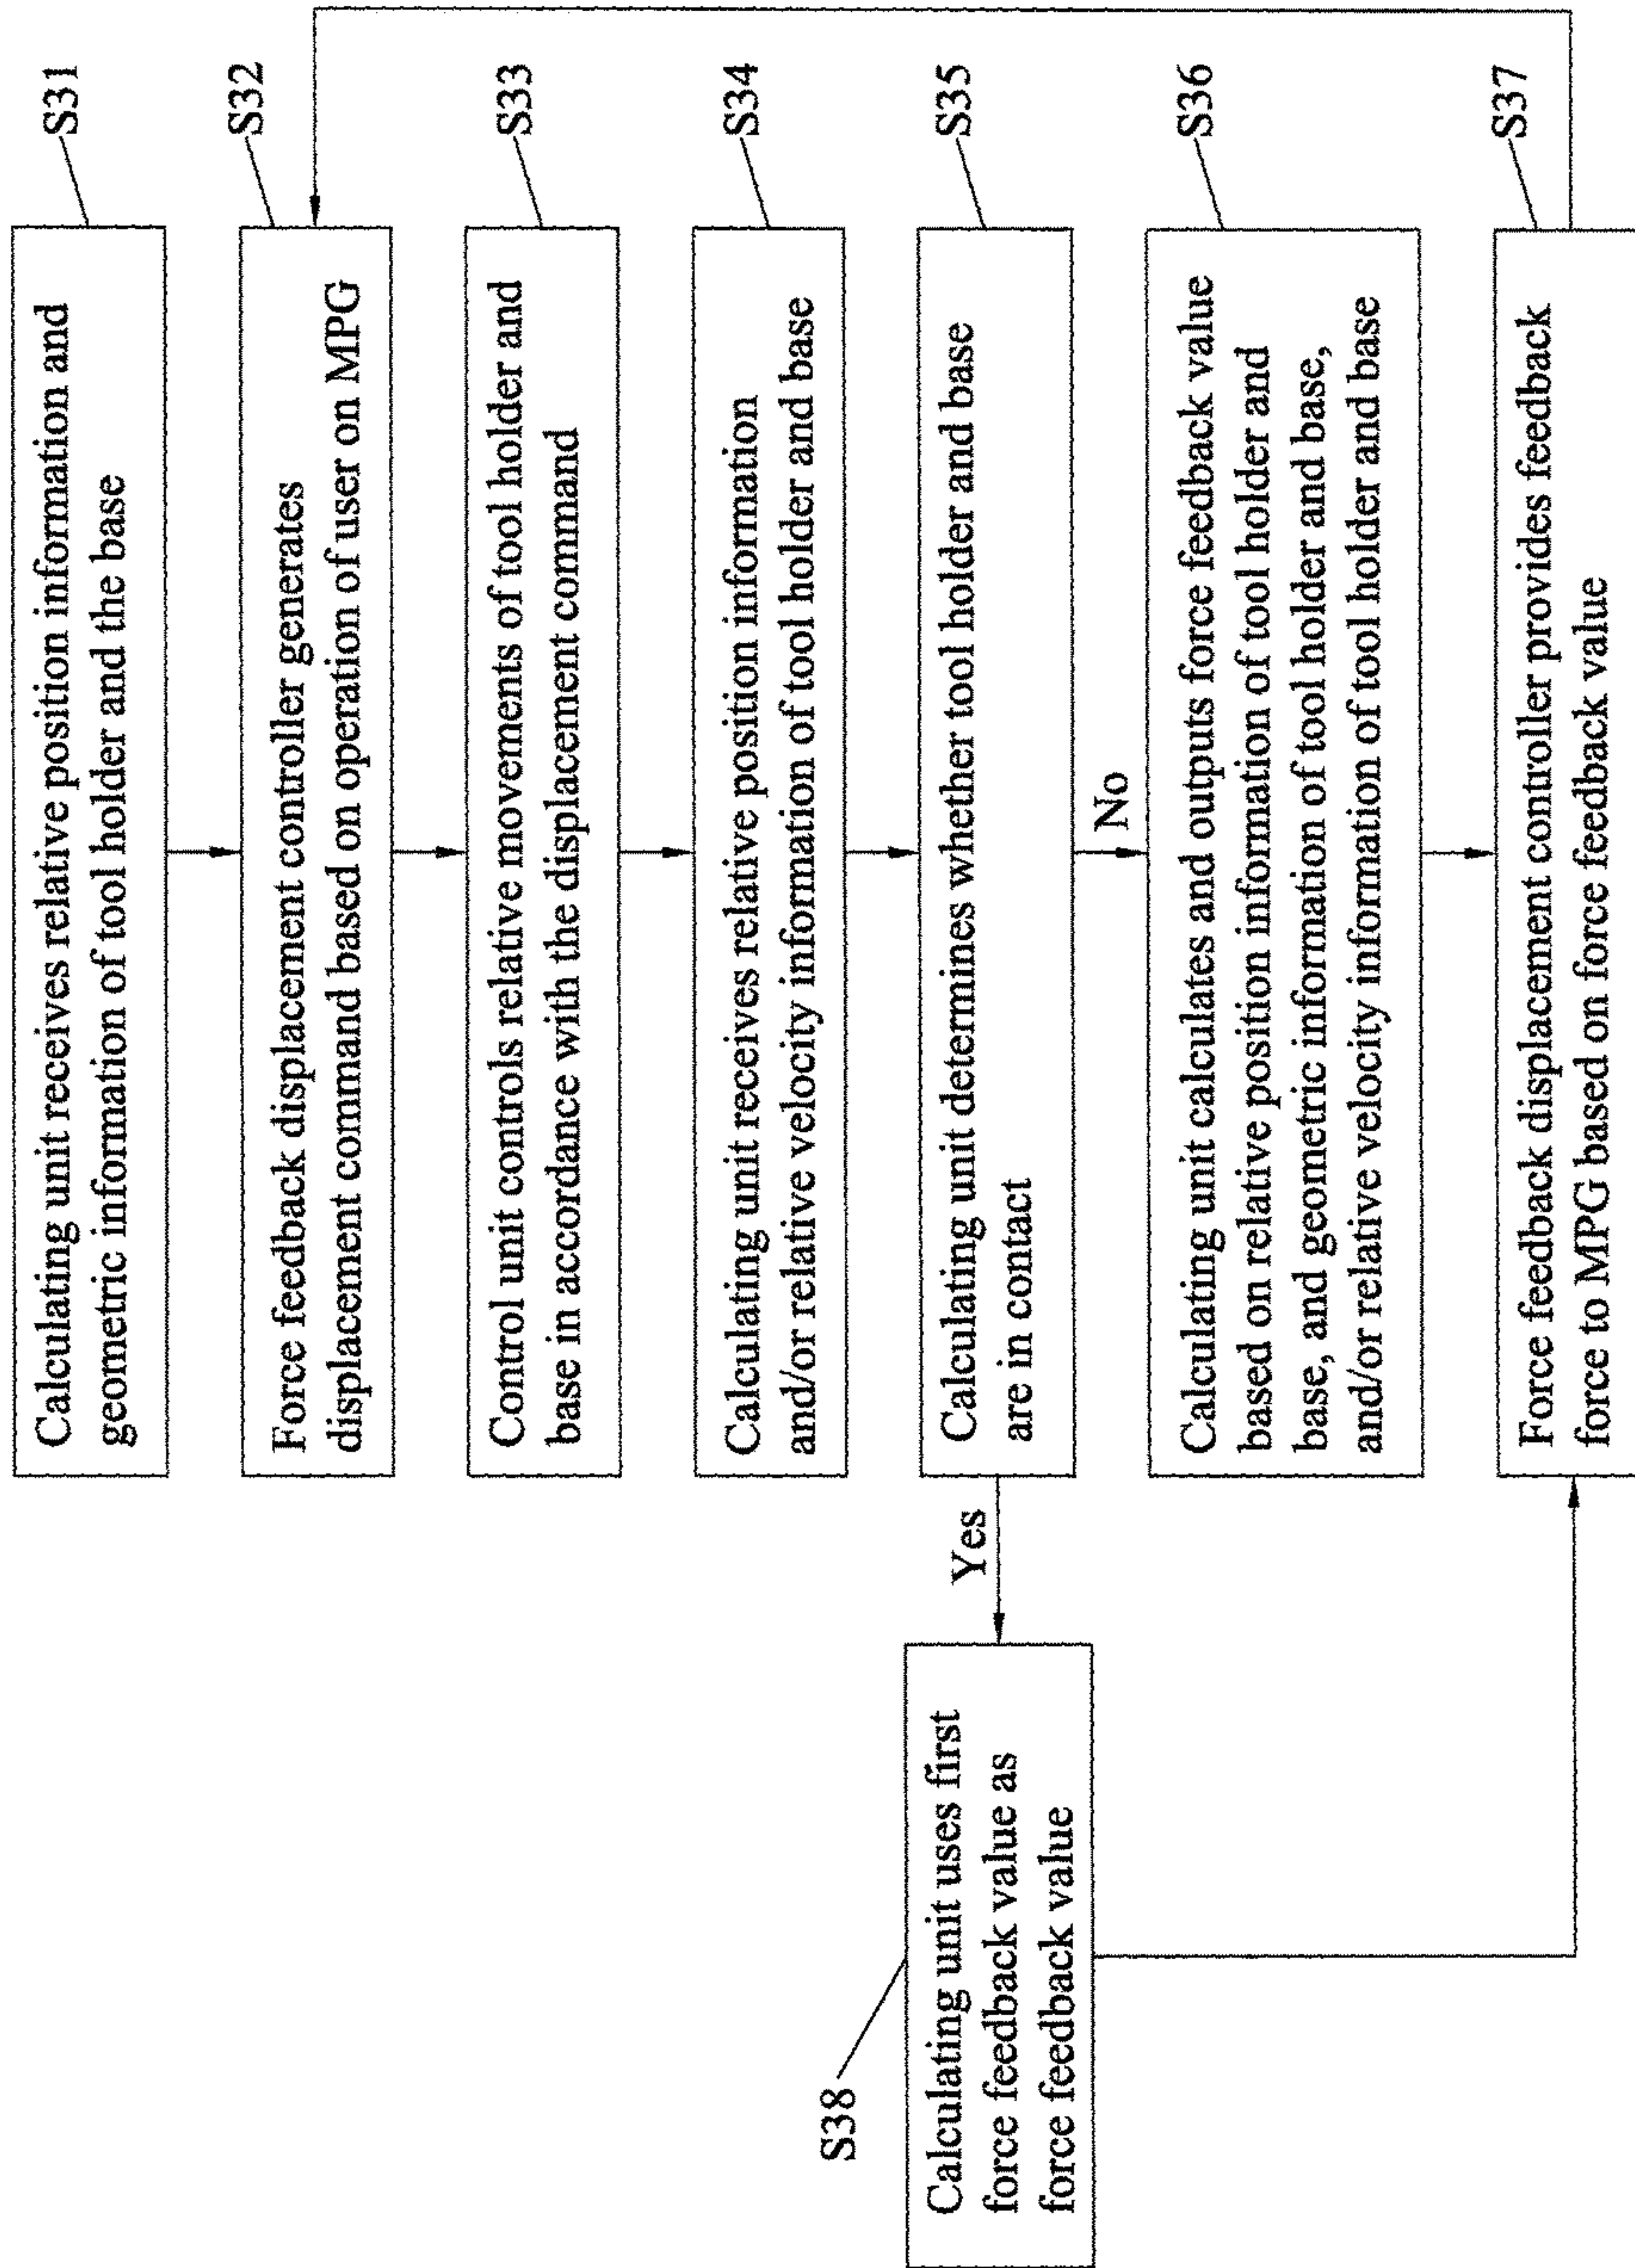 Calculating unit receives relative position information and
geometric information of tool holder and the base
S31
Force feedback displacement controller generates
displacement command based on operation of user on MPG
S32
Control unit controls relative movements of tool holder and
base in accordance with the displacement command
S33
Calculating unit receives relative position information
and/or relative velocity information of tool holder and base
S34
Calculating unit determines whether tool holder and base
are in contact
S35
Yes
No
S38
Calculating unit uses first
force feedback value as
force feedback value
Calculating unit calculates and outputs force feedback value
based on relative position information of tool holder and
base, and geometric information of tool holder and base,
and/or relative velocity information of tool holder and base
S36
Force feedback displacement controller provides feedback
force to MPG based on force feedback value
S37